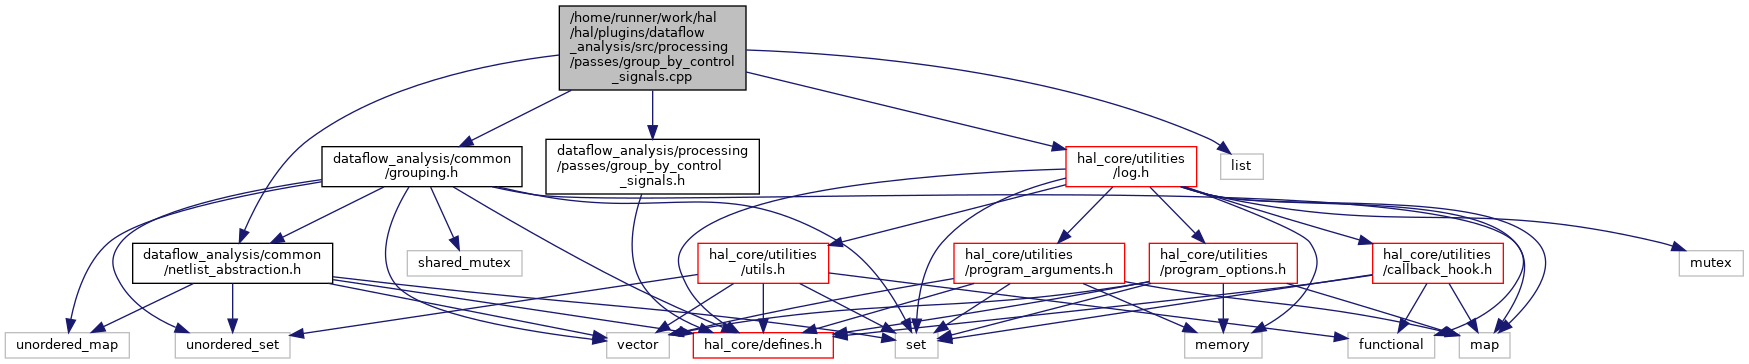 /home/runner/work/hal
/hal/plugins/dataflow
_analysis/src/processing
/passes/group_by_control
_signals.cpp
dataflow_analysis/common
/grouping.h
dataflow_analysis/processing
/passes/group_by_control
_signals.h
hal_core/utilities
/log.h
list
dataflow_analysis/common
/netlist_abstraction.h
shared_mutex
hal_core/utilities
/utils.h
hal_core/utilities
/program_arguments.h
hal_core/utilities
/program_options.h
hal_core/utilities
/callback_hook.h
mutex
unordered_map
unordered_set
vector
hal_core/defines.h
set
memory
functional
map